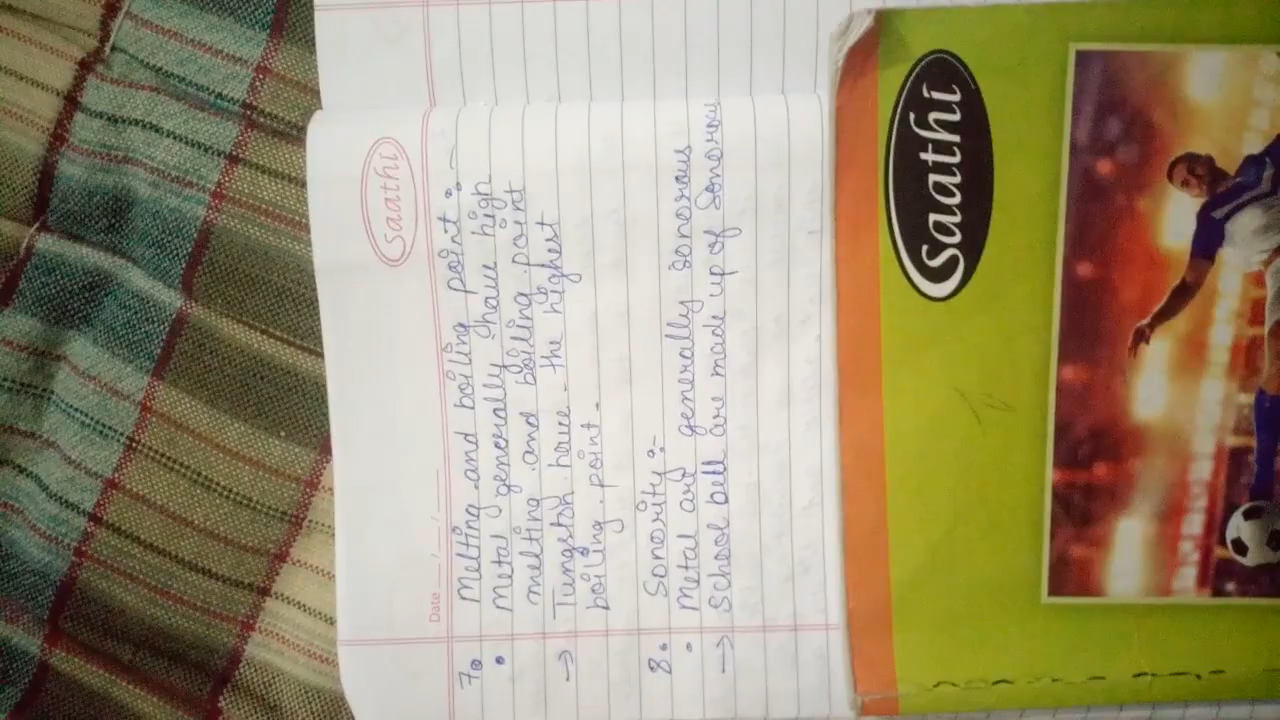 Saathi
Date / /
7. Melting and boiling point :-
• Metal generally have high
melting and boiling point
→ Tungston have the highest
boiling point.
8. Sonority :-
• Metal are generally sonorous
→ School bell are made up of sonorous
Saathi